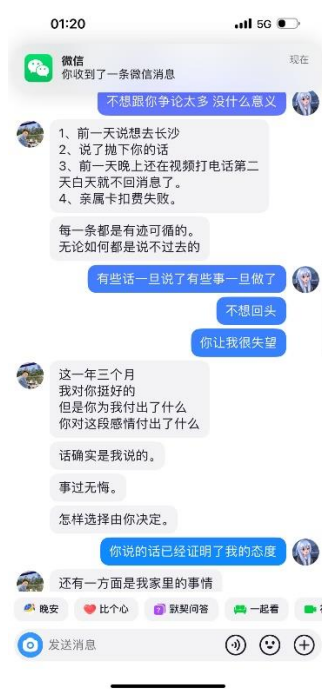 01:20
5G
微信
现在
你收到了一条微信消息
不想跟你争论太多 没什么意义
1、前一天说想去长沙
2、说了抛下你的话
3、前一天晚上还在视频打电话第二
天白天就不回消息了。
4、亲属卡扣费失败。
每一条都是有迹可循的。
无论如何都是说不过去的
有些话一旦说了有些事一旦做了
不想回头
你让我很失望
这一年三个月
我对你挺好的
但是你为我付出了什么
你对这段感情付出了什么
话确实是我说的。
事过无悔。
怎样选择由你决定。
你说的话已经证明了我的态度
还有一方面是我家里的事情
晚安
比个心
默契问答
一起看
发送消息